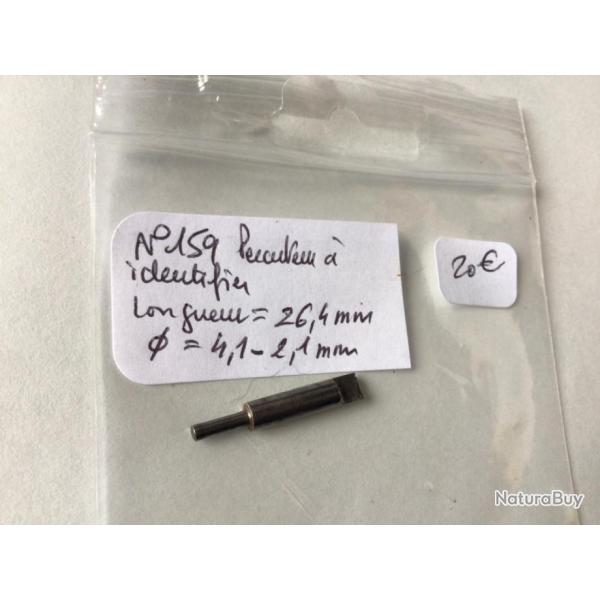 N°159 Percuteur à
identifier
Longueur = 26,4 mm
φ = 4,1 - 2,1 mm
20€
NaturaBuy